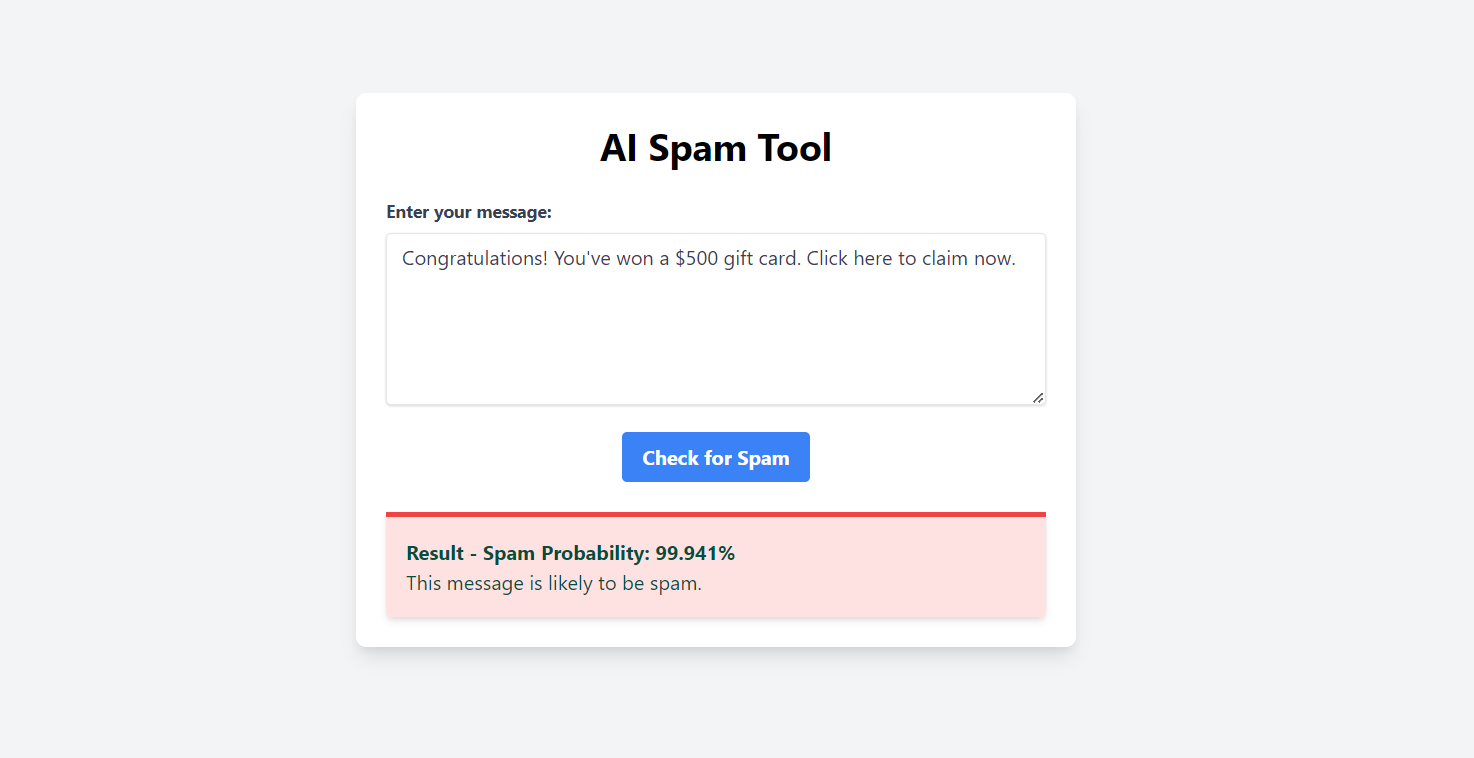 AI Spam Tool
Enter your message:
Congratulations! You've won a $500 gift card. Click here to claim now.
Check for Spam
Result - Spam Probability: 99.941%
This message is likely to be spam.